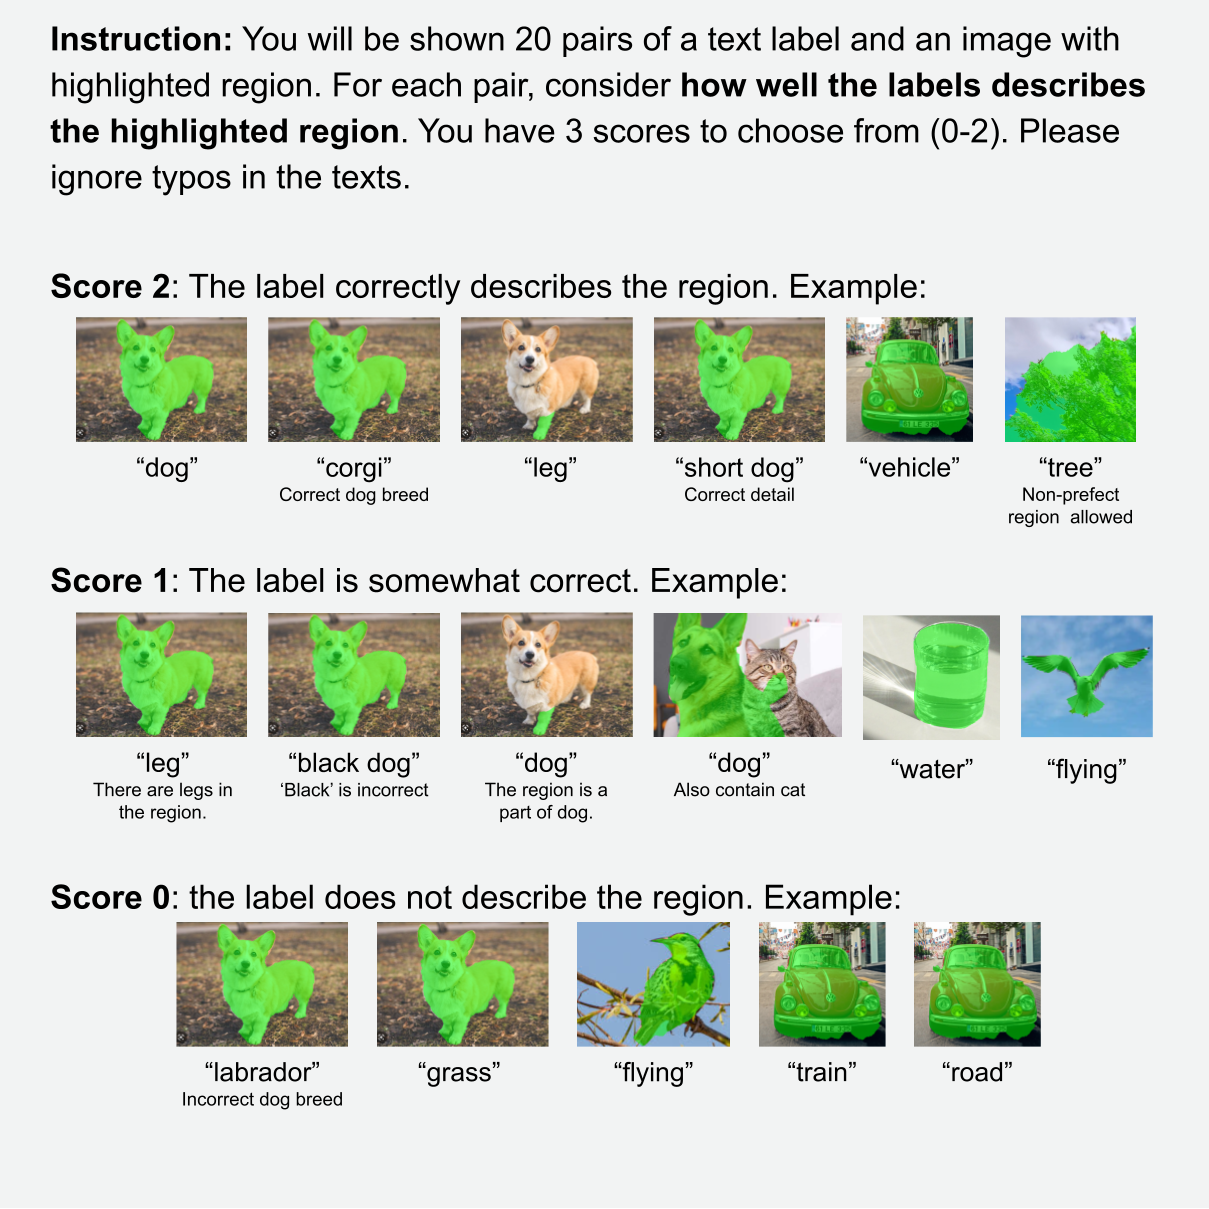 Instruction: You will be shown 20 pairs of a text label and an image with
highlighted region. For each pair, consider how well the labels describes
the highlighted region. You have 3 scores to choose from (0-2). Please
ignore typos in the texts.
Score 2: The label correctly describes the region. Example:
“dog” “corgi” “leg” “short dog” “vehicle” “tree”
Correct dog breed Correct detail Non-prefect
region allowed
Score 1: The label is somewhat correct. Example:
“leg” “black dog” “dog” “dog” “water” “flying”
There are legs in ‘Black’ is incorrect The region is a Also contain cat
the region. part of dog.
Score 0: the label does not describe the region. Example:
“labrador” “grass” “flying” “train” “road”
Incorrect dog breed